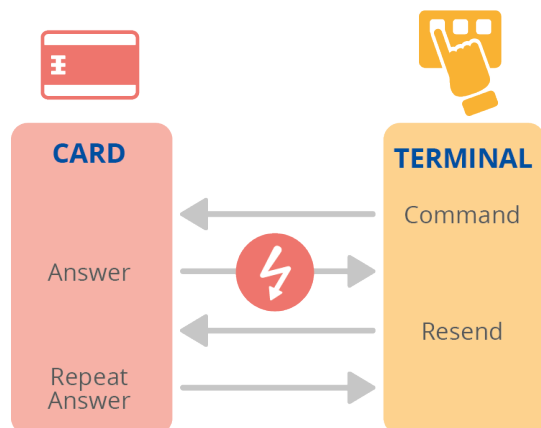 CARD
TERMINAL
Command
Answer
Resend
Repeat
Answer